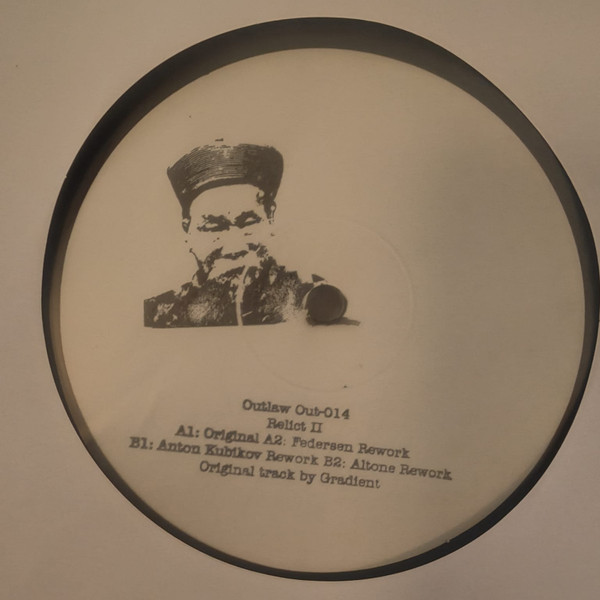 Outlaw Out-014
Relict II
A1: Original A2: Federsen Rework
B1: Anton Kubikov Rework B2: Altone Rework
Original track by Gradient